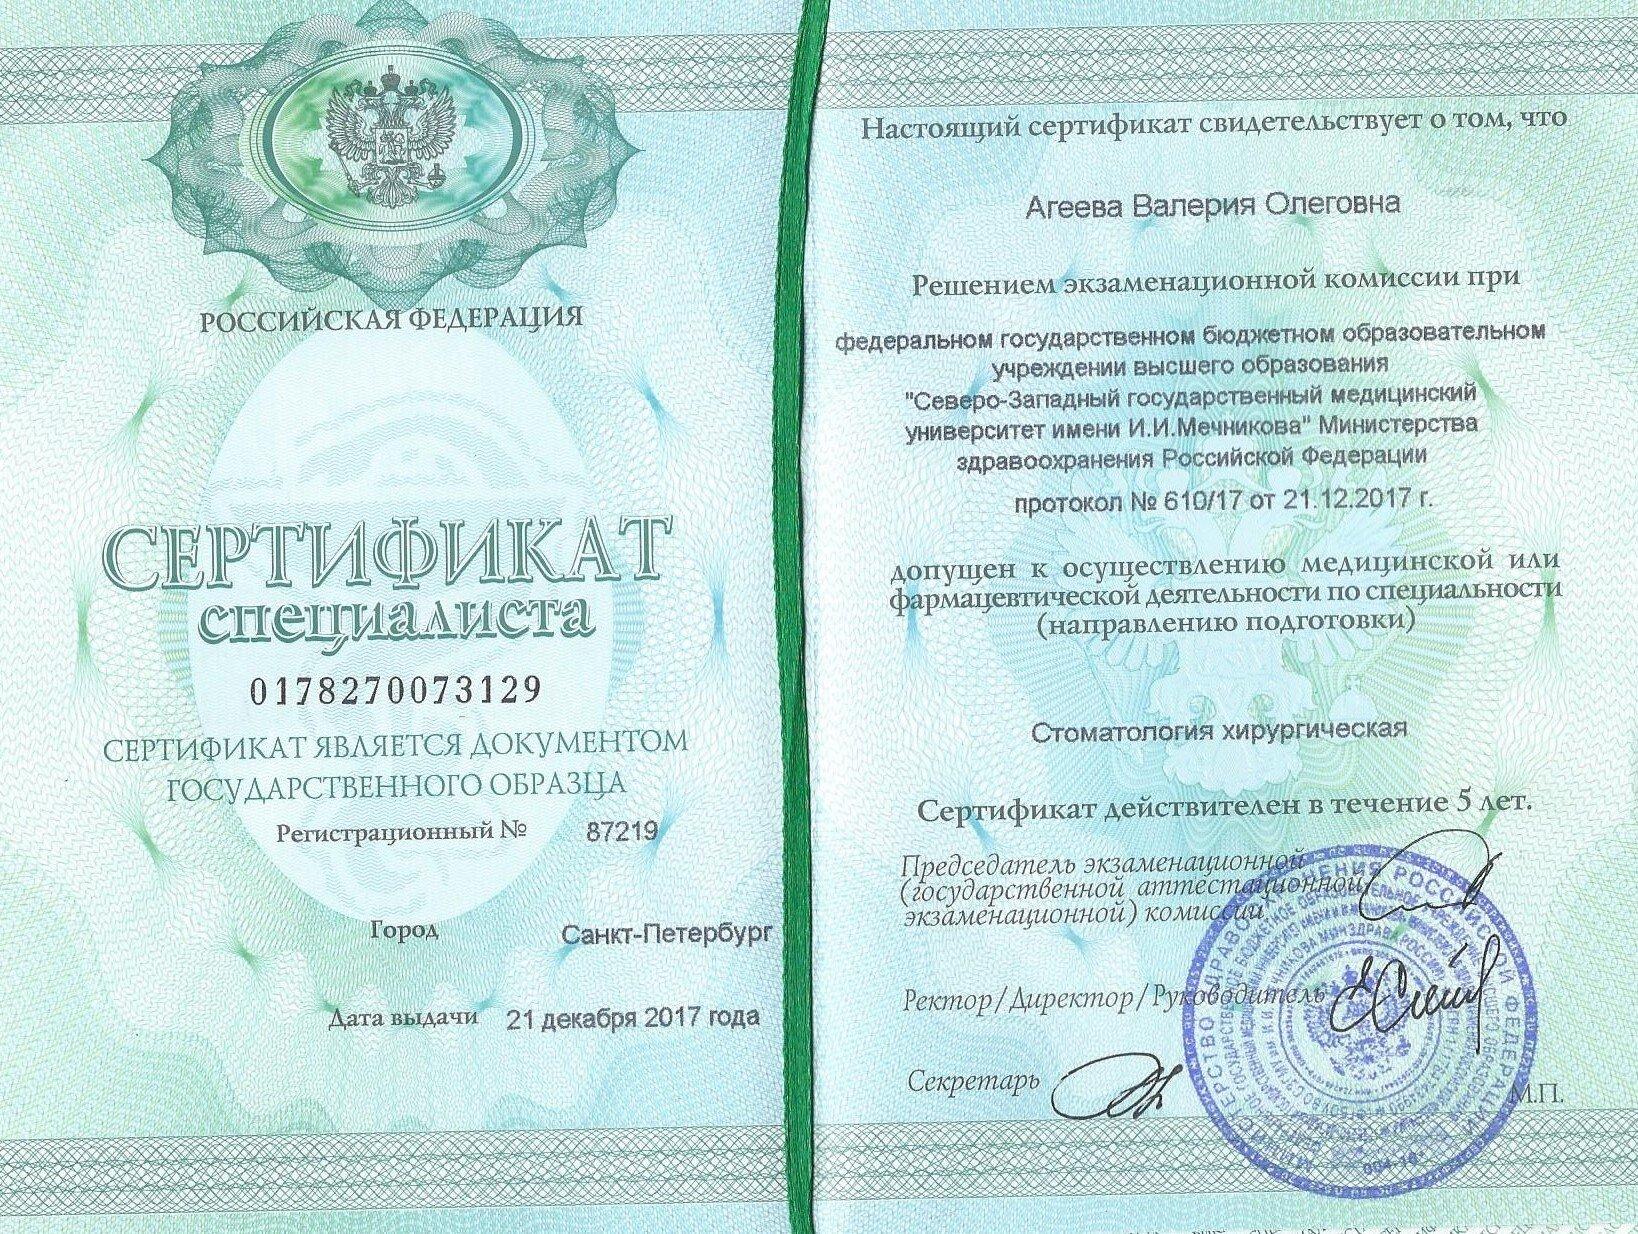 РОССИЙСКАЯ ФЕДЕРАЦИЯ
СЕРТИФИКАТ
специалиста
0178270073129
СЕРТИФИКАТ ЯВЛЯЕТСЯ ДОКУМЕНТОМ
ГОСУДАРСТВЕННОГО ОБРАЗЦА
Регистрационный № 87219
Город Санкт-Петербург
Дата выдачи 21 декабря 2017 года
Настоящий сертификат свидетельствует о том, что
Агеева Валерия Олеговна
Решением экзаменационной комиссии при
федеральном государственном бюджетном образовательном
учреждении высшего образования
"Северо-Западный государственный медицинский
университет имени И.И.Мечникова" Министерства
здравоохранения Российской Федерации
протокол № 610/17 от 21.12.2017 г.
допущен к осуществлению медицинской или
фармацевтической деятельности по специальности
(направлению подготовки)
Стоматология хирургическая
Сертификат действителен в течение 5 лет.
Председатель экзаменационной
(государственной аттестационной,
экзаменационной) комиссии
Ректор/Директор/Руководитель
Секретарь
М.П.